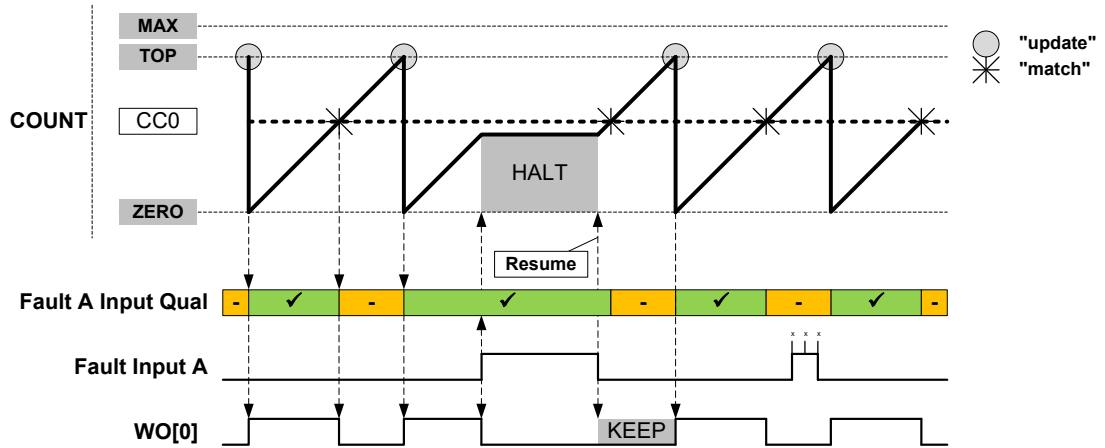 MAX
TOP
"update"
"match"
COUNT
CC0
HALT
ZERO
Resume
Fault A Input Qual
- ✓ - ✓ - ✓ - ✓ -
x x x
Fault Input A
WO[0]
KEEP